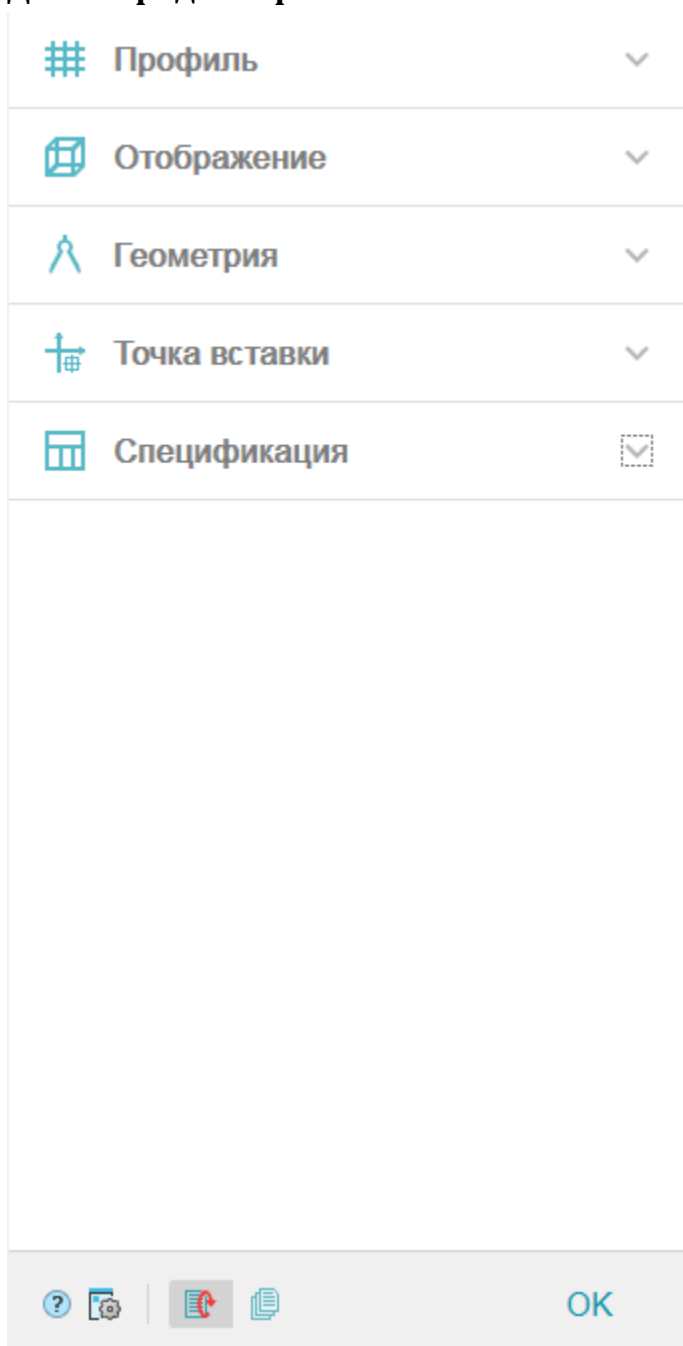 Профиль
Отображение
Геометрия
Точка вставки
Спецификация
?
OK